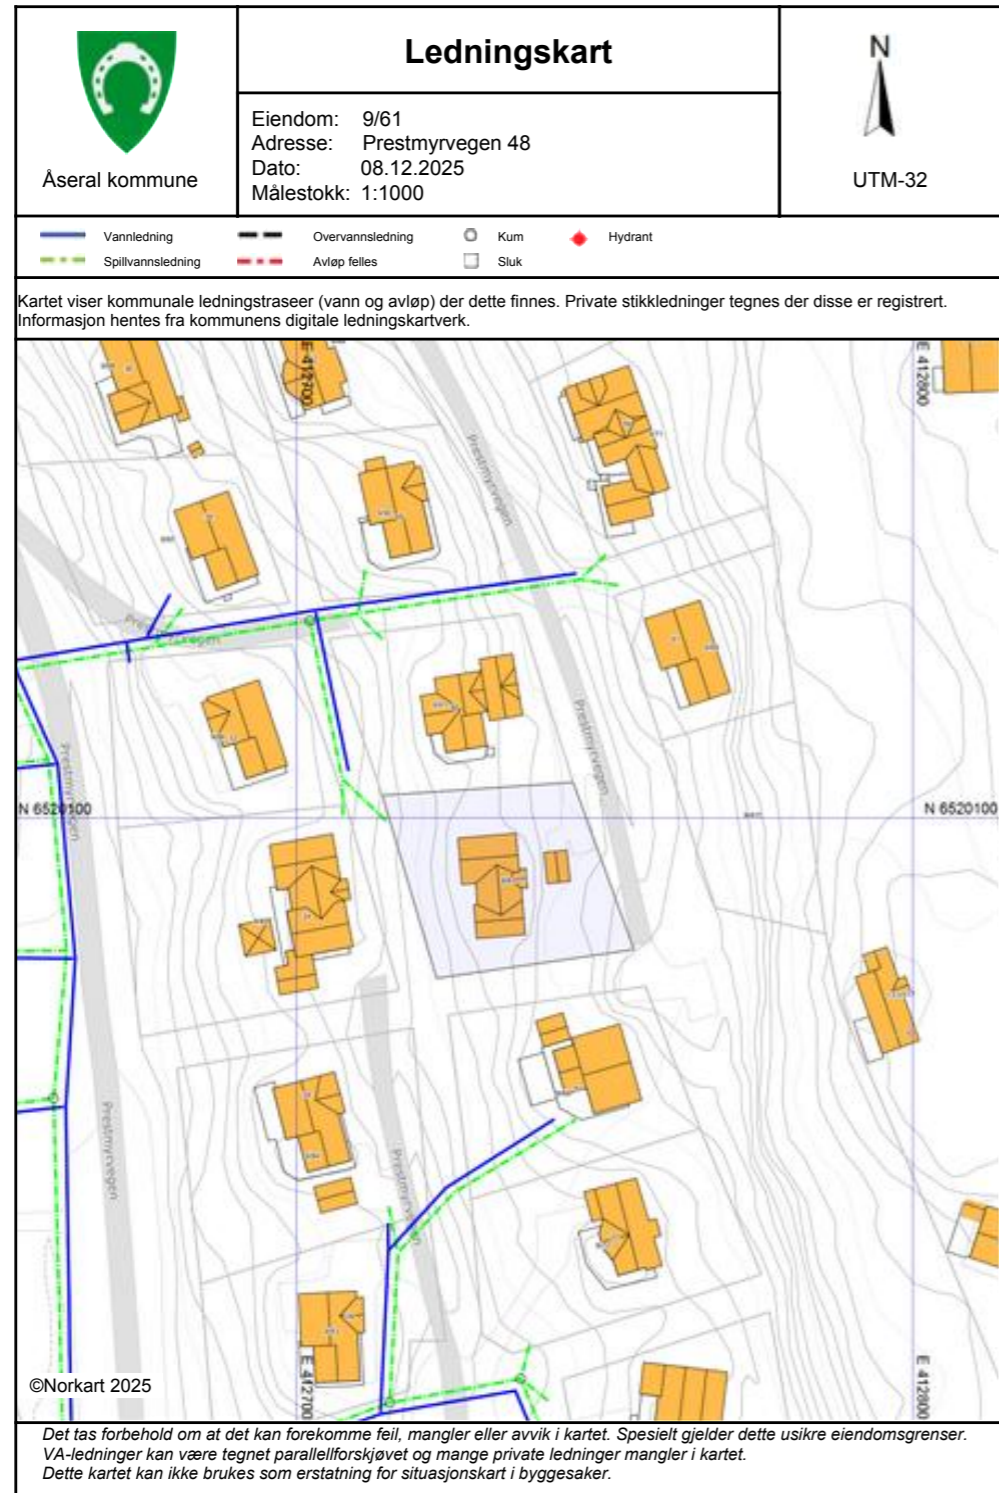 Ledningskart
Eiendom: 9/61
Adresse: Prestmyrvegen 48
Dato: 08.12.2025
Målestokk: 1:1000
Åseral kommune
N
UTM-32
Vannledning
Overvannsledning
Kum
Hydrant
Spillvannsledning
Avløp felles
Sluk
Kartet viser kommunale ledningstraseer (vann og avløp) der dette finnes. Private stikkledninger tegnes der disse er registrert.
Informasjon hentes fra kommunens digitale ledningskartverk.
E 412700
E 412800
Prestmyrvegen
Prestmyrvegen
Prestmyrvegen
Prestmyrvegen
N 6520100
N 6520100
Prestmyrvegen
Prestmyrvegen
E 412700
E 412800
©Norkart 2025
Det tas forbehold om at det kan forekomme feil, mangler eller avvik i kartet. Spesielt gjelder dette usikre eiendomsgrenser.
VA-ledninger kan være tegnet parallellforskjøvet og mange private ledninger mangler i kartet.
Dette kartet kan ikke brukes som erstatning for situasjonskart i byggesaker.